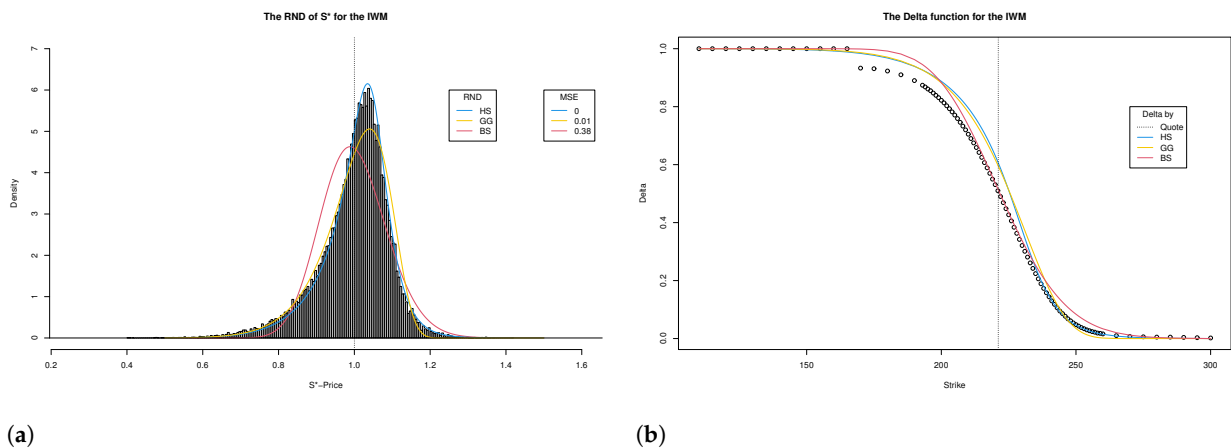 The RND of S* for the IWM
Density
7
6
5
4
3
2
1
0
RND
HS
GG
BS
MSE
0
0.01
0.38
0.2
0.4
0.6
0.8
1.0
1.2
1.4
1.6
S*-Price
(a)
The Delta function for the IWM
Delta
1.0
0.8
0.6
0.4
0.2
0.0
Delta by
Quote
HS
GG
BS
150
200
250
300
Strike
(b)